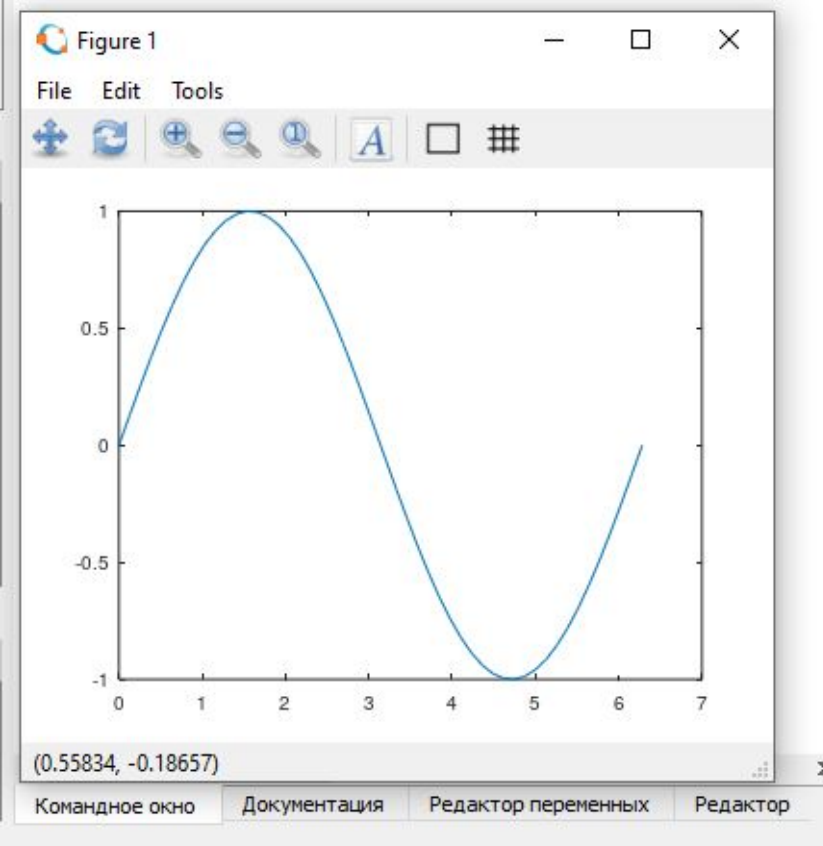 Figure 1
File Edit Tools
A
1
0.5
0
-0.5
-1
0 1 2 3 4 5 6 7
(0.55834, -0.18657)
Командное окно Документация Редактор переменных Редактор